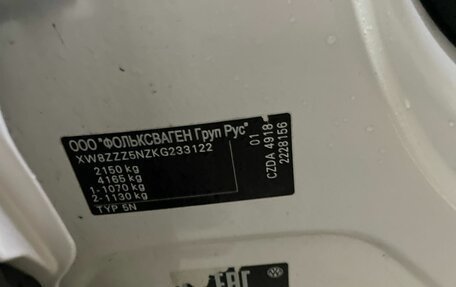 ООО "ФОЛЬКСВАГЕН Груп Рус"
XW8ZZZ5NZKG233122
2150 kg
4165 kg
1- 1070 kg
2- 1130 kg
TYP 5N
01
CZDA 4918
2228156
EAC